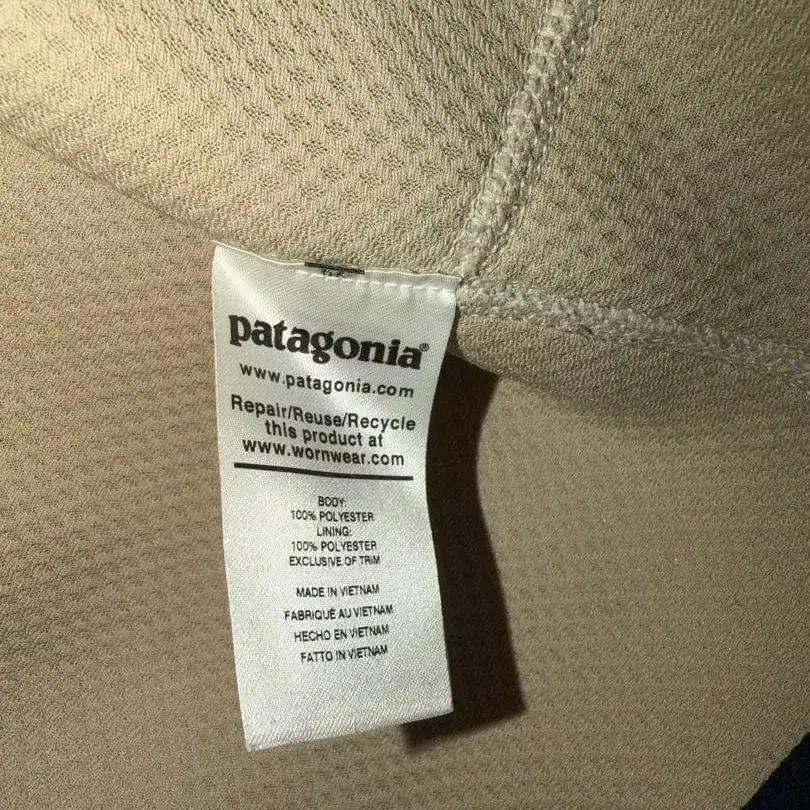 patagonia®
www.patagonia.com
Repair/Reuse/Recycle
this product at
www.wornwear.com
BODY:
100% POLYESTER
LINING:
100% POLYESTER
EXCLUSIVE OF TRIM
MADE IN VIETNAM
FABRIQUÉ AU VIETNAM
HECHO EN VIETNAM
FATTO IN VIETNAM